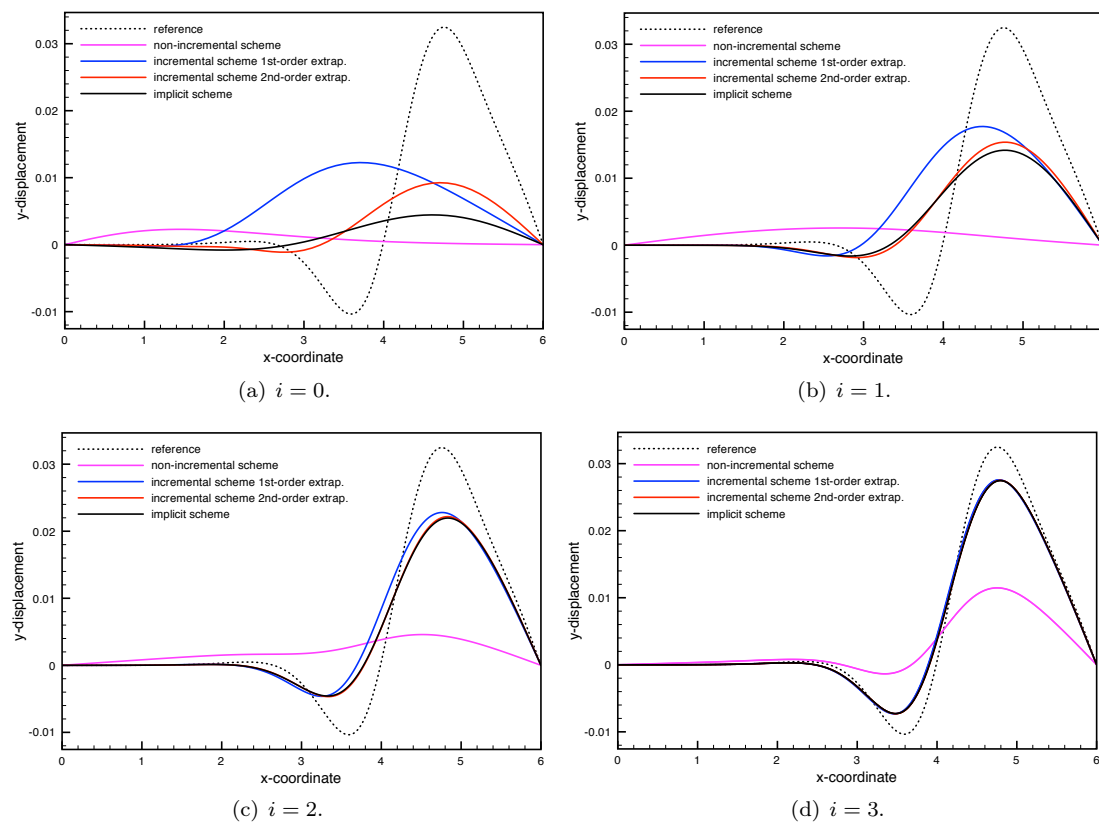 reference
non-incremental scheme
incremental scheme 1st-order extrap.
incremental scheme 2nd-order extrap.
implicit scheme
0.03
0.02
0.01
0
-0.01
y-displacement
0 1 2 3 4 5 6
x-coordinate
(a) i = 0.
reference
non-incremental scheme
incremental scheme 1st-order extrap.
incremental scheme 2nd-order extrap.
implicit scheme
0.03
0.02
0.01
0
-0.01
y-displacement
0 1 2 3 4 5
x-coordinate
(b) i = 1.
reference
non-incremental scheme
incremental scheme 1st-order extrap.
incremental scheme 2nd-order extrap.
implicit scheme
0.03
0.02
0.01
0
-0.01
y-displacement
0 1 2 3 4 5 6
x-coordinate
(c) i = 2.
reference
non-incremental scheme
incremental scheme 1st-order extrap.
incremental scheme 2nd-order extrap.
implicit scheme
0.03
0.02
0.01
0
-0.01
y-displacement
0 1 2 3 4 5 6
x-coordinate
(d) i = 3.